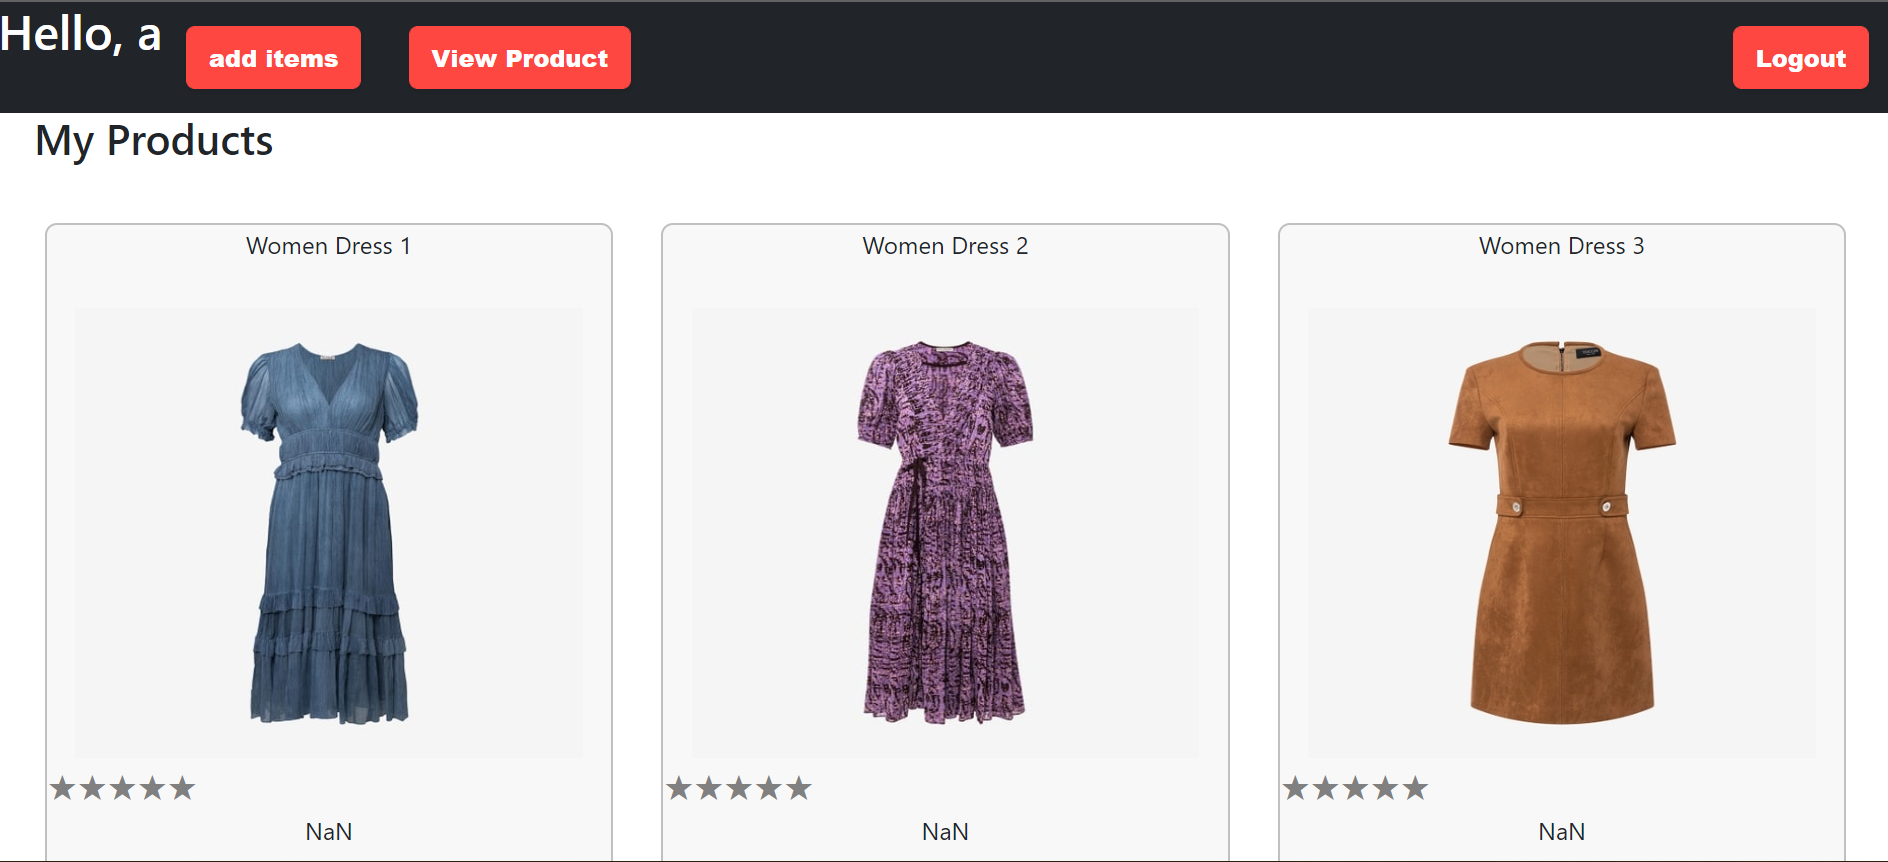 Hello, a
add items
View Product
Logout
My Products
Women Dress 1
Women Dress 2
Women Dress 3
★★★★★
★★★★★
★★★★★
NaN
NaN
NaN